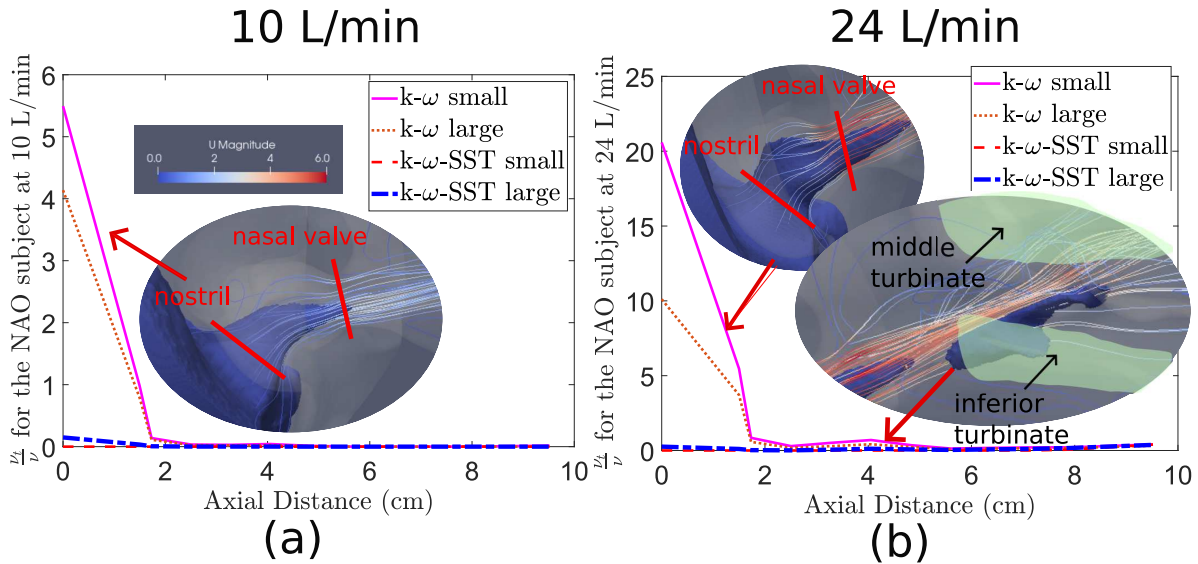 10 L/min
24 L/min
ν_t/ν for the NAO subject at 10 L/min
6
5
4
3
2
1
0
0
2
4
6
8
10
Axial Distance (cm)
k-ω small
k-ω large
k-ω-SST small
k-ω-SST large
U Magnitude
0.0
2
4
6.0
nasal valve
nostril
(a)
ν_t/ν for the NAO subject at 24 L/min
25
20
15
10
5
0
0
2
4
6
8
10
Axial Distance (cm)
k-ω small
k-ω large
k-ω-SST small
k-ω-SST large
nasal valve
nostril
middle
turbinate
inferior
turbinate
(b)